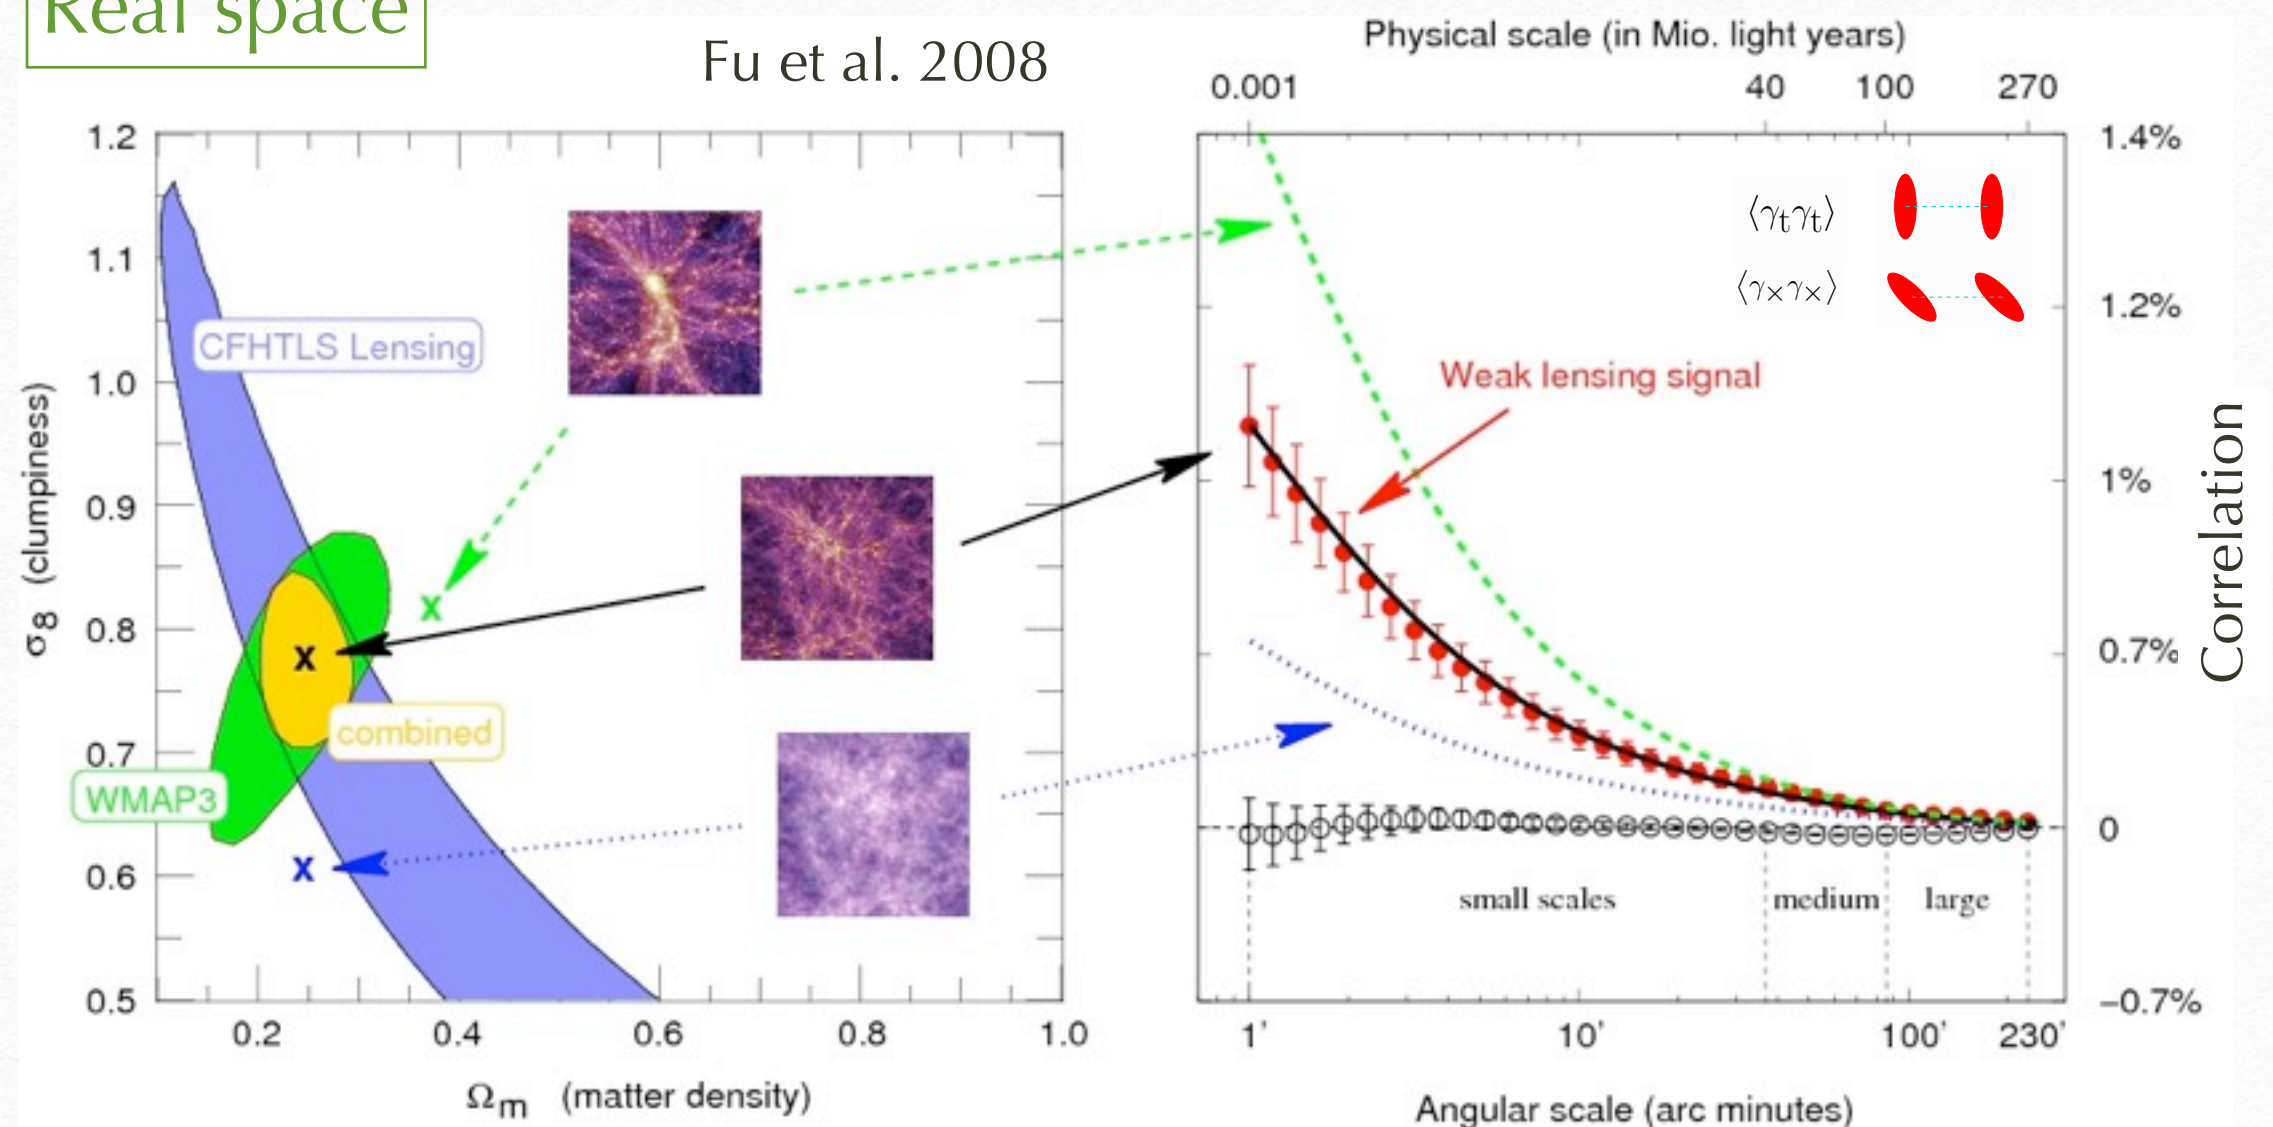 Real space
Fu et al. 2008
1.2
1.1
1.0
0.9
0.8
0.7
0.6
0.5
σ8 (clumpiness)
0.2 0.4 0.6 0.8 1.0
Ωm (matter density)
CFHTLS Lensing
combined
WMAP3
x
x
x
Physical scale (in Mio. light years)
0.001 40 100 270
1.4%
1.2%
1%
0.7%
0
−0.7%
Correlation
⟨γtγt⟩
⟨γ×γ×⟩
Weak lensing signal
small scales medium large
1' 10' 100' 230'
Angular scale (arc minutes)